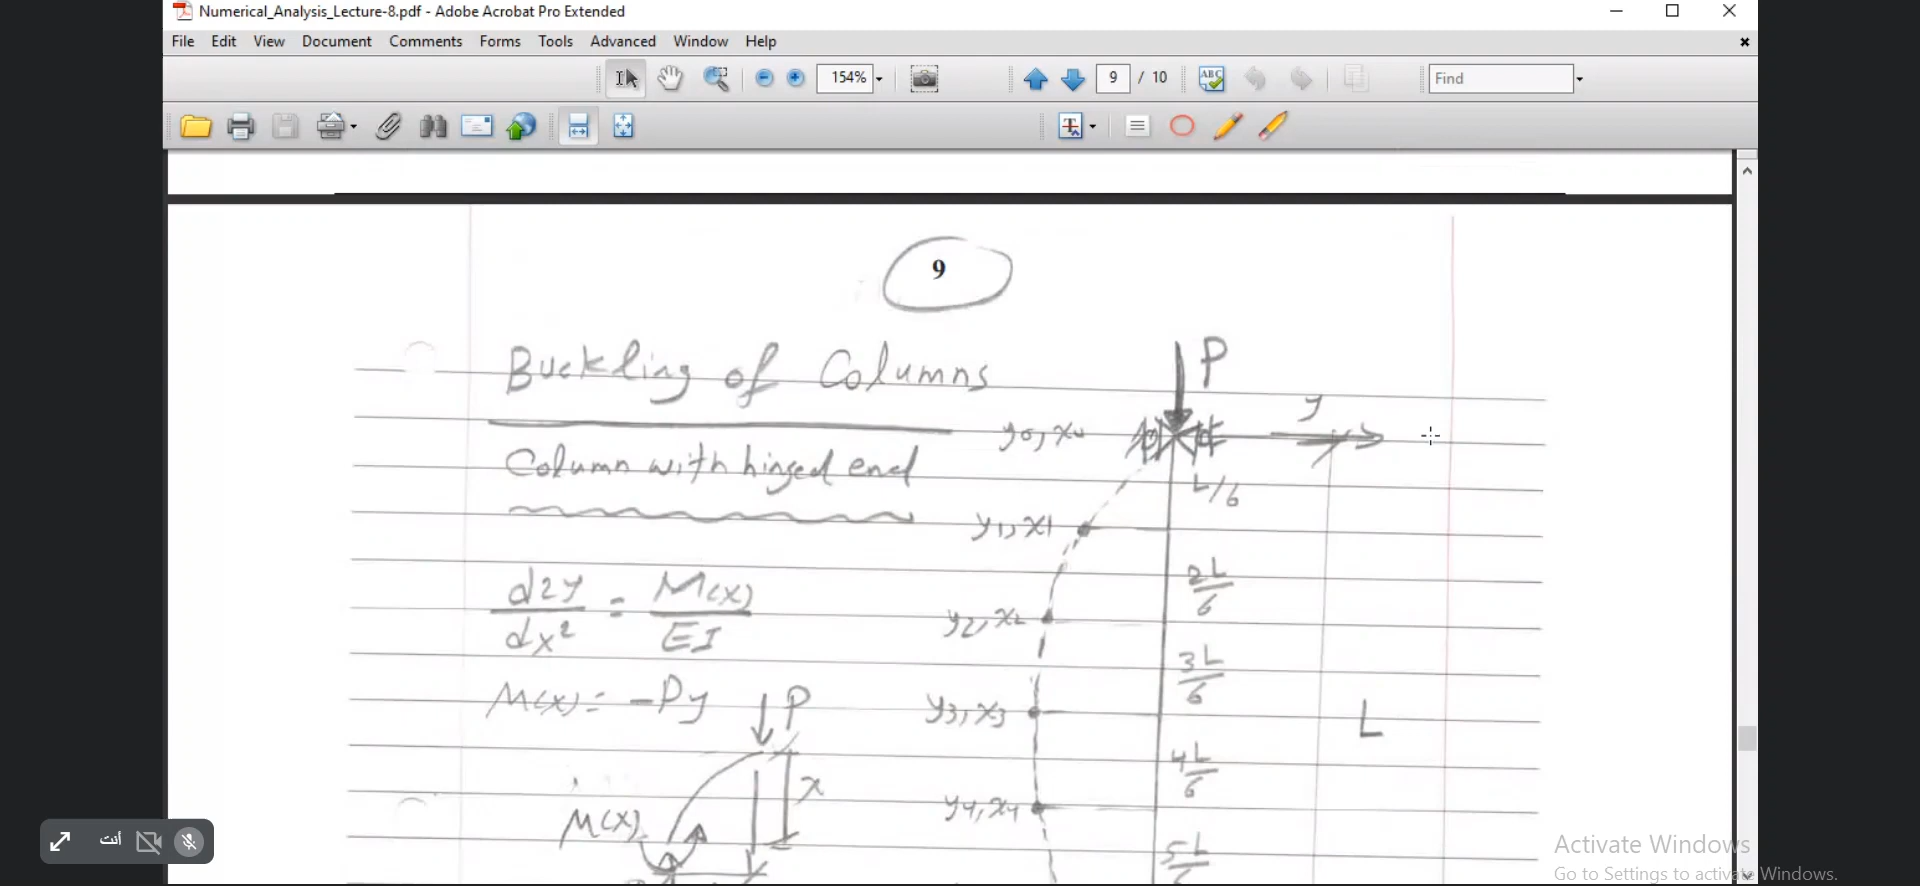 Numerical_Analysis_Lecture-8.pdf - Adobe Acrobat Pro Extended
File Edit View Document Comments Forms Tools Advanced Window Help
154% 9 / 10 Find
9
Buckling of Columns
P
y
y0, x0
Column with hinged end
L/6
y1, x1
d2y/dx² = M(x)/EI
2L/6
y2, x2
3L/6
M(x) = -Py
P
y3, x3
L
4L/6
x
y4, x4
M(x)
5L/6
أنت
Activate Windows
Go to Settings to activate Windows.